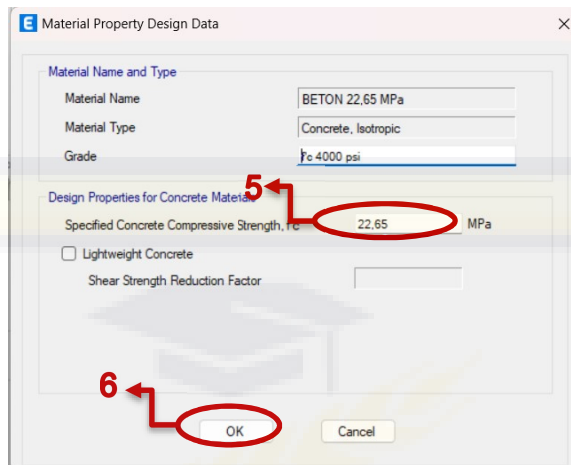 E Material Property Design Data
Material Name and Type
Material Name BETON 22,65 MPa
Material Type Concrete, Isotropic
Grade f'c 4000 psi
5
Design Properties for Concrete Materials
Specified Concrete Compressive Strength, f'c 22,65 MPa
Lightweight Concrete
Shear Strength Reduction Factor
6
OK Cancel